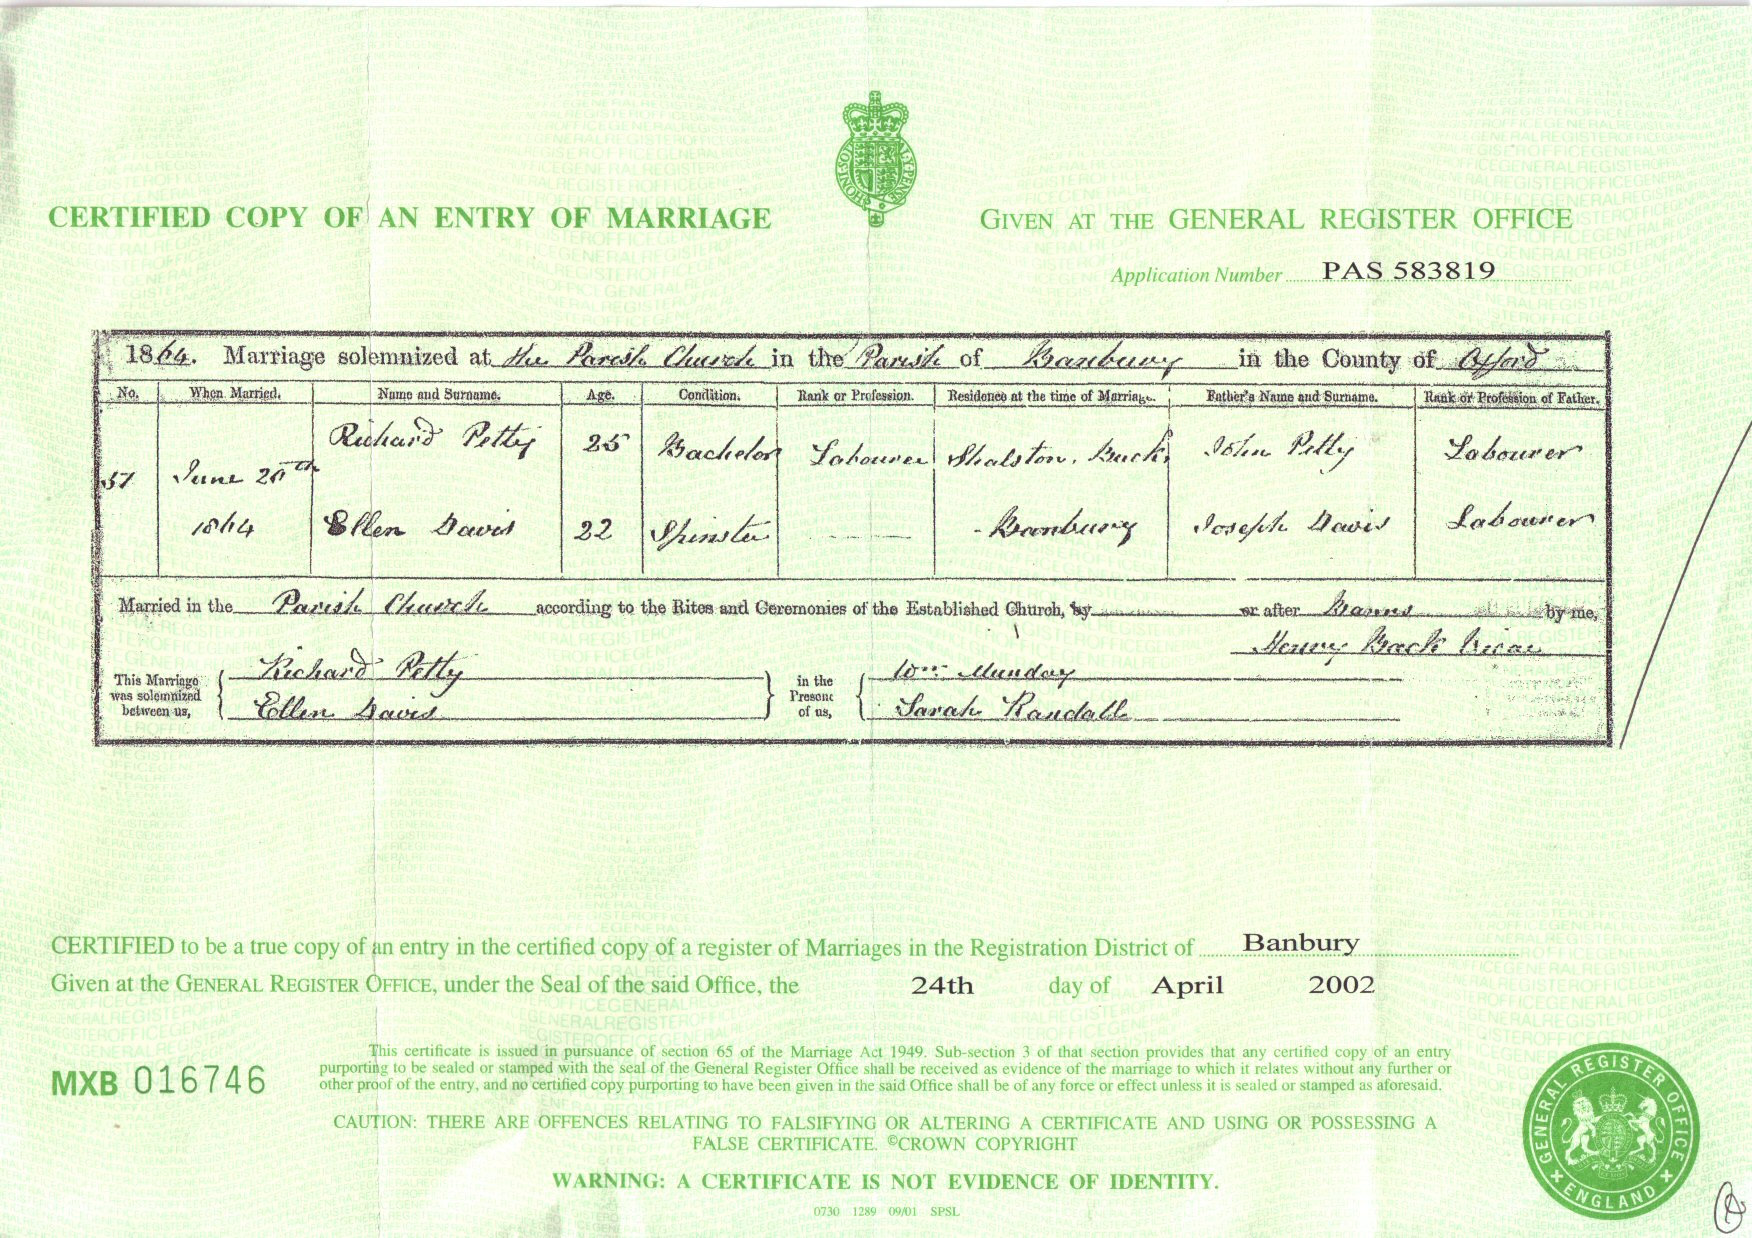 CERTIFIED COPY OF AN ENTRY OF MARRIAGE
GIVEN AT THE GENERAL REGISTER OFFICE
Application Number PAS 583819
1864. Marriage solemnized at the Parish Church in the Parish of Banbury in the County of Oxford
No. When Married. Name and Surname. Age. Condition. Rank or Profession. Residence at the time of Marriage. Father's Name and Surname. Rank or Profession of Father.
Richard Petty 25 Bachelor Labourer Shalston, Bucks John Petty Labourer
57 June 20th
1864 Ellen Davis 22 Spinster Banbury Joseph Davis Labourer
Married in the Parish Church according to the Rites and Ceremonies of the Established Church, by or after Banns by me,
Henry Back Vicar
This Marriage was solemnized between us,
Richard Petty
Ellen Davis
in the Presence of us,
Wm. Munday
Sarah Randall
CERTIFIED to be a true copy of an entry in the certified copy of a register of Marriages in the Registration District of Banbury
Given at the GENERAL REGISTER OFFICE, under the Seal of the said Office, the 24th day of April 2002
MXB 016746
This certificate is issued in pursuance of section 65 of the Marriage Act 1949. Sub-section 3 of that section provides that any certified copy of an entry
purporting to be sealed or stamped with the seal of the General Register Office shall be received as evidence of the marriage to which it relates without any further or
other proof of the entry, and no certified copy purporting to have been given in the said Office shall be of any force or effect unless it is sealed or stamped as aforesaid.
CAUTION: THERE ARE OFFENCES RELATING TO FALSIFYING OR ALTERING A CERTIFICATE AND USING OR POSSESSING A
FALSE CERTIFICATE. ©CROWN COPYRIGHT
WARNING: A CERTIFICATE IS NOT EVIDENCE OF IDENTITY.
0730 1289 09/01 SPSL
GENERAL REGISTER OFFICE
ENGLAND